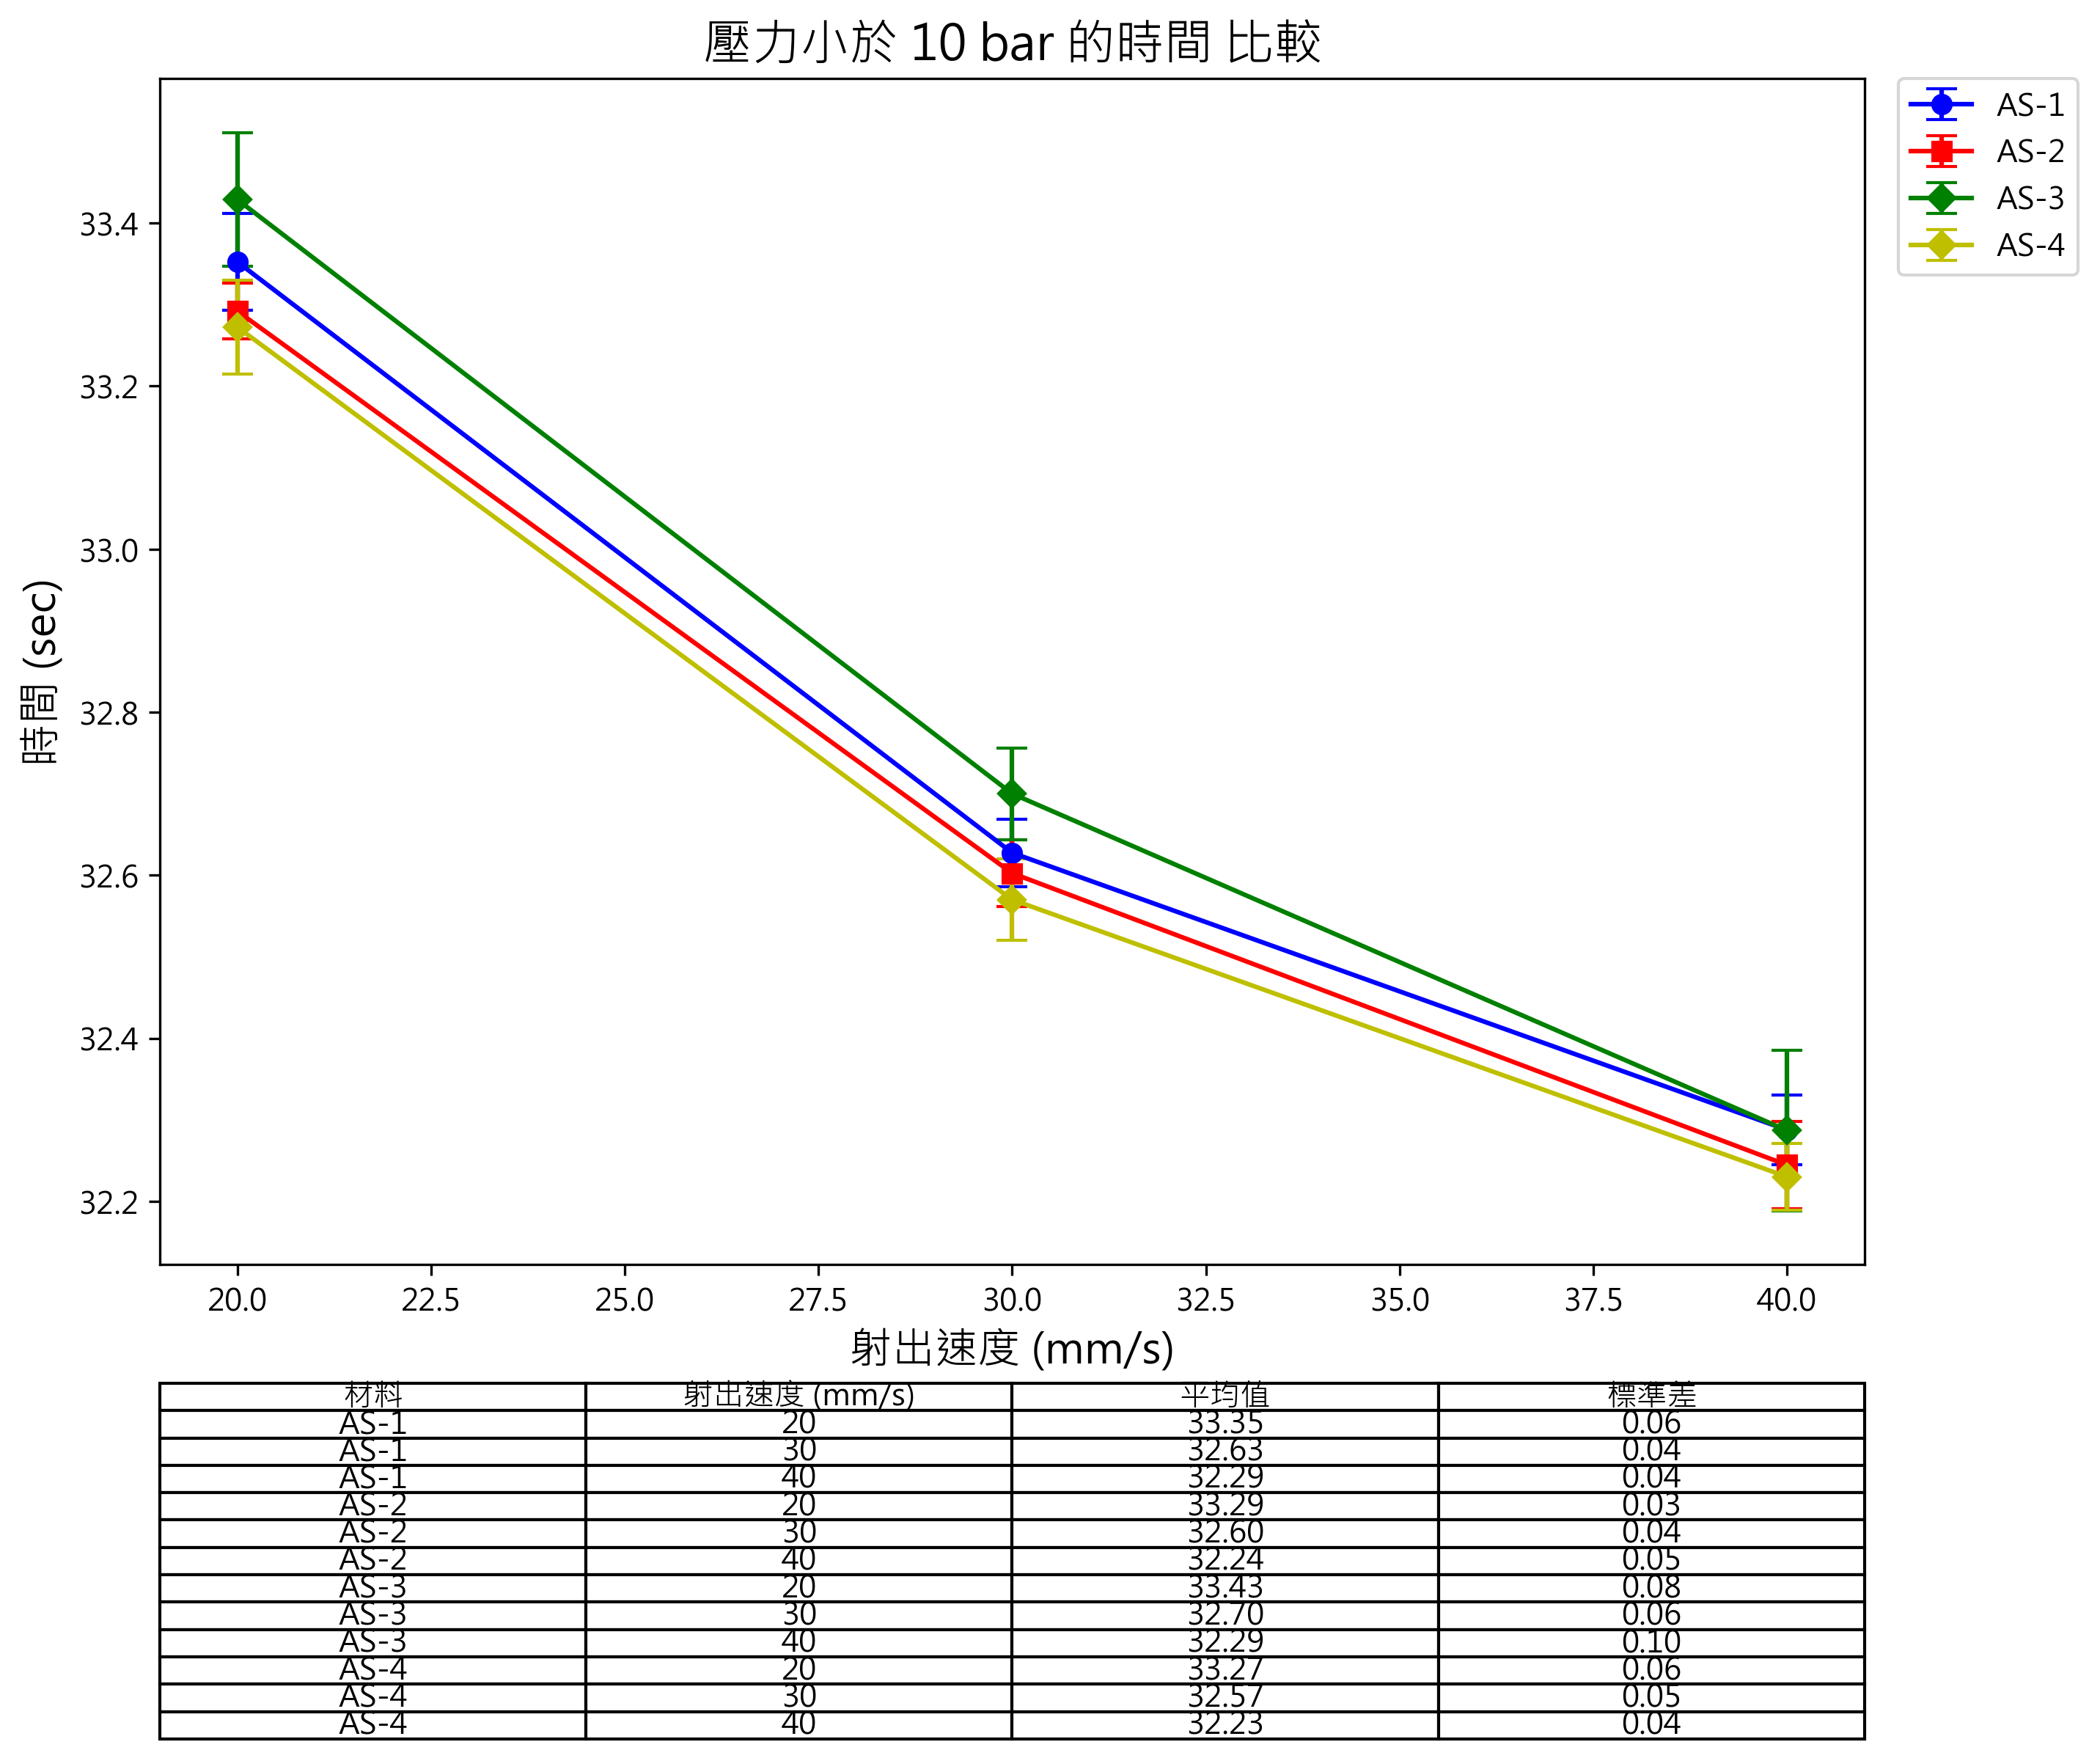 壓力小於 10 bar 的時間 比較
AS-1
AS-2
AS-3
AS-4
時間 (sec)
33.4
33.2
33.0
32.8
32.6
32.4
32.2
20.0 22.5 25.0 27.5 30.0 32.5 35.0 37.5 40.0
射出速度 (mm/s)
材料 射出速度 (mm/s) 平均值 標準差
AS-1 20 33.35 0.06
AS-1 30 32.63 0.04
AS-1 40 32.29 0.04
AS-2 20 33.29 0.03
AS-2 30 32.60 0.04
AS-2 40 32.24 0.05
AS-3 20 33.43 0.08
AS-3 30 32.70 0.06
AS-3 40 32.29 0.10
AS-4 20 33.27 0.06
AS-4 30 32.57 0.05
AS-4 40 32.23 0.04